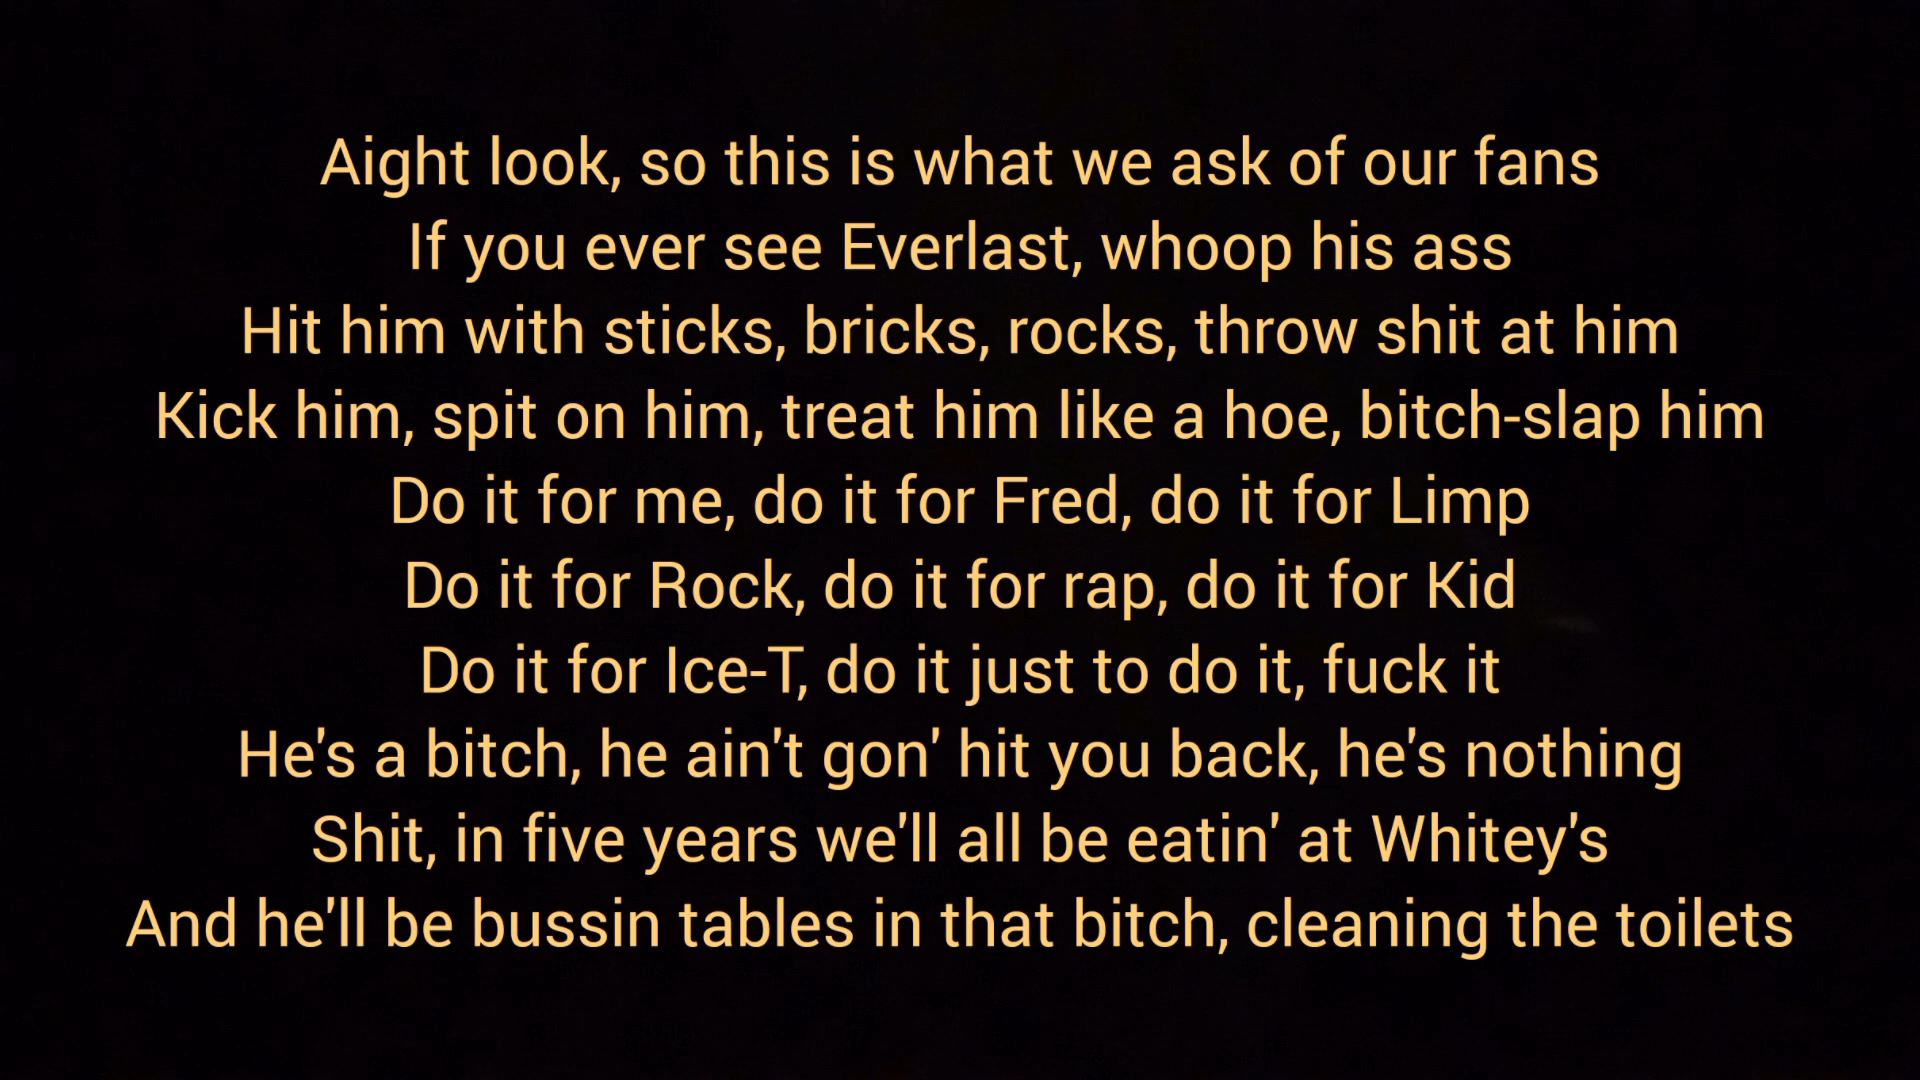 Aight look, so this is what we ask of our fans
If you ever see Everlast, whoop his ass
Hit him with sticks, bricks, rocks, throw shit at him
Kick him, spit on him, treat him like a hoe, bitch-slap him
Do it for me, do it for Fred, do it for Limp
Do it for Rock, do it for rap, do it for Kid
Do it for Ice-T, do it just to do it, fuck it
He's a bitch, he ain't gon' hit you back, he's nothing
Shit, in five years we'll all be eatin' at Whitey's
And he'll be bussin tables in that bitch, cleaning the toilets